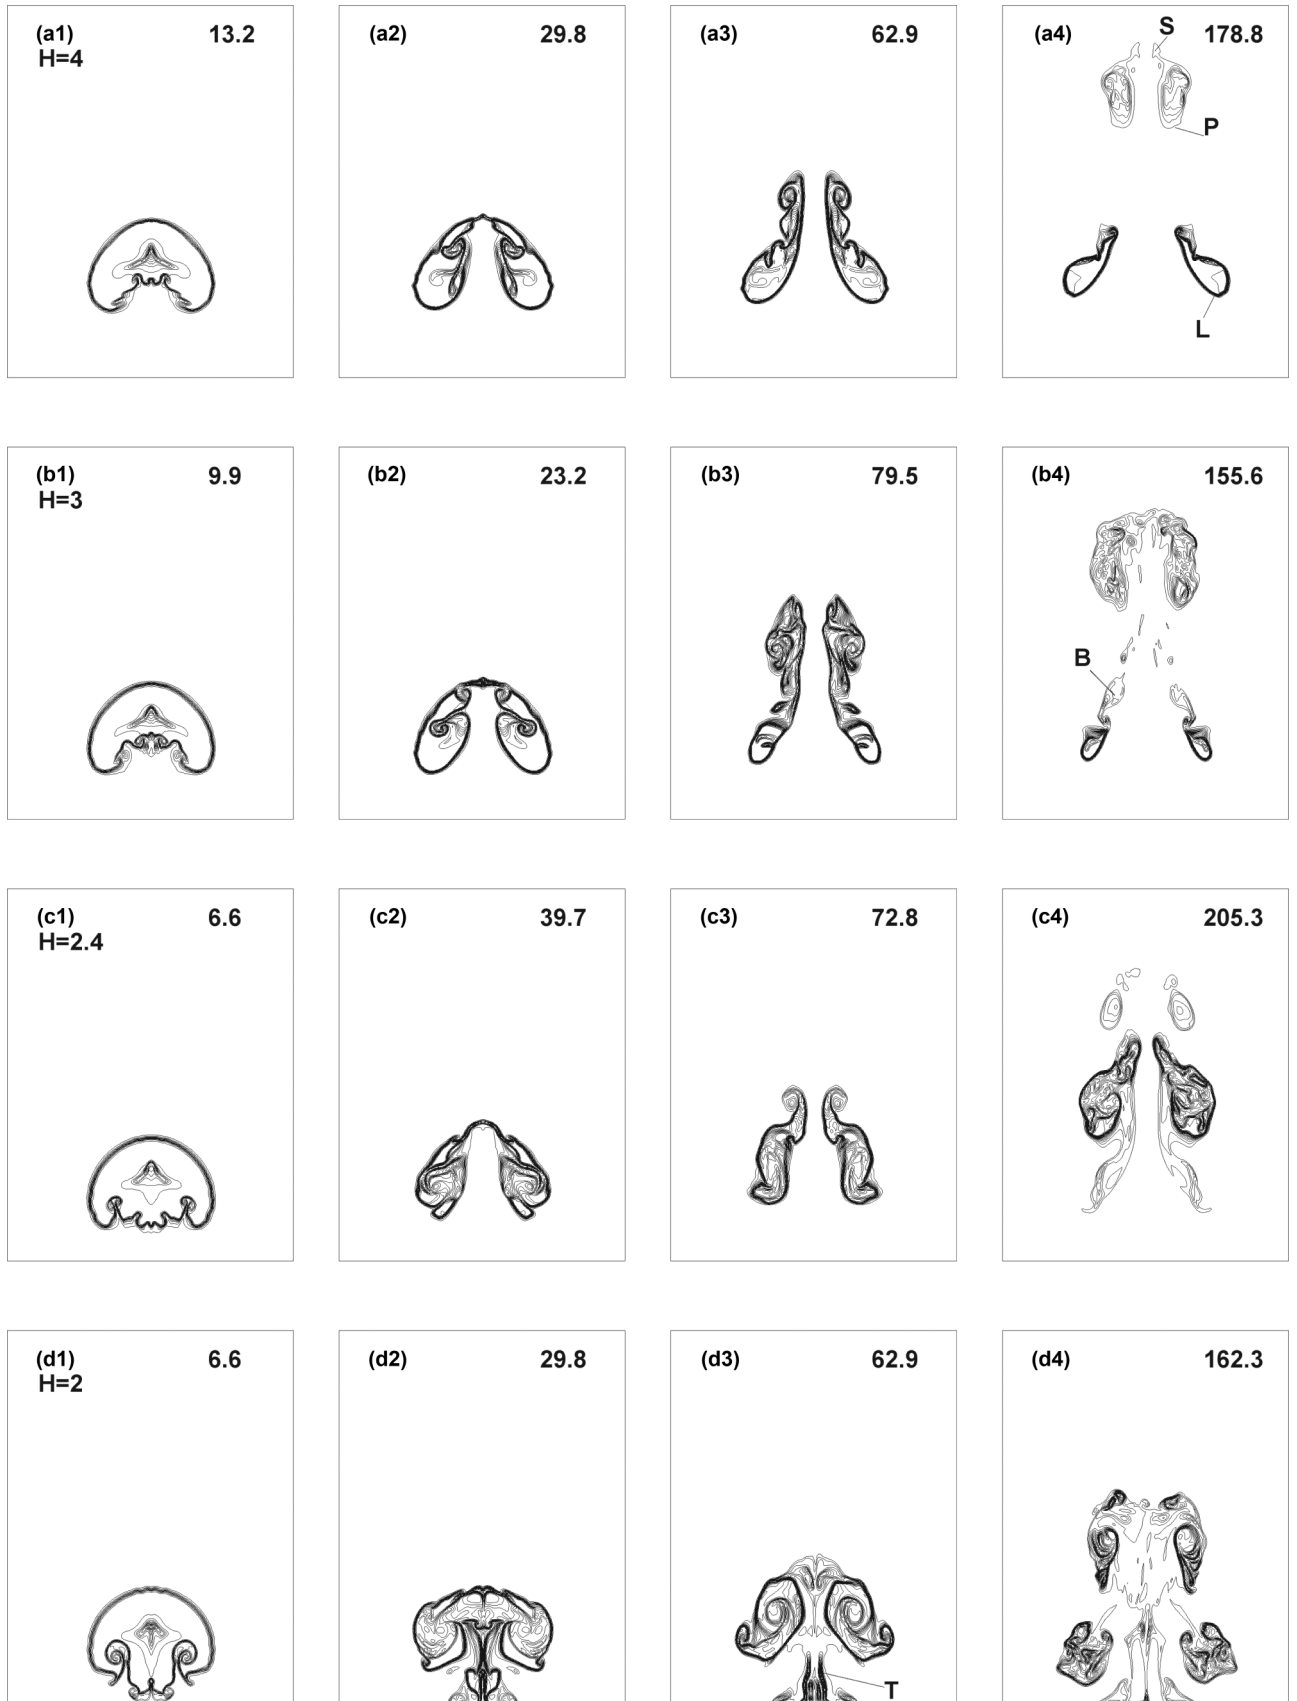 (a1) 13.2
H=4
(a2) 29.8
(a3) 62.9
(a4) 178.8
S
P
L
(b1) 9.9
H=3
(b2) 23.2
(b3) 79.5
(b4) 155.6
B
(c1) 6.6
H=2.4
(c2) 39.7
(c3) 72.8
(c4) 205.3
(d1) 6.6
H=2
(d2) 29.8
(d3) 62.9
T
(d4) 162.3